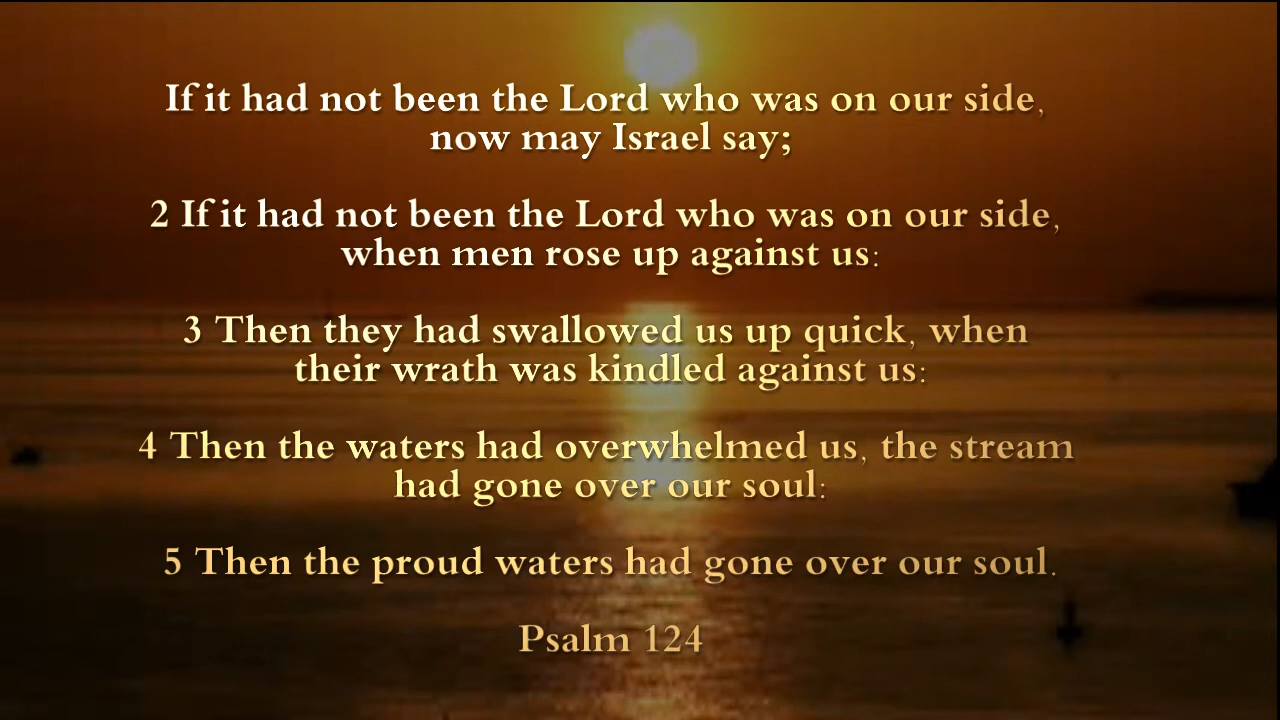 If it had not been the Lord who was on our side,
now may Israel say;
2 If it had not been the Lord who was on our side,
when men rose up against us:
3 Then they had swallowed us up quick, when
their wrath was kindled against us:
4 Then the waters had overwhelmed us, the stream
had gone over our soul:
5 Then the proud waters had gone over our soul.
Psalm 124